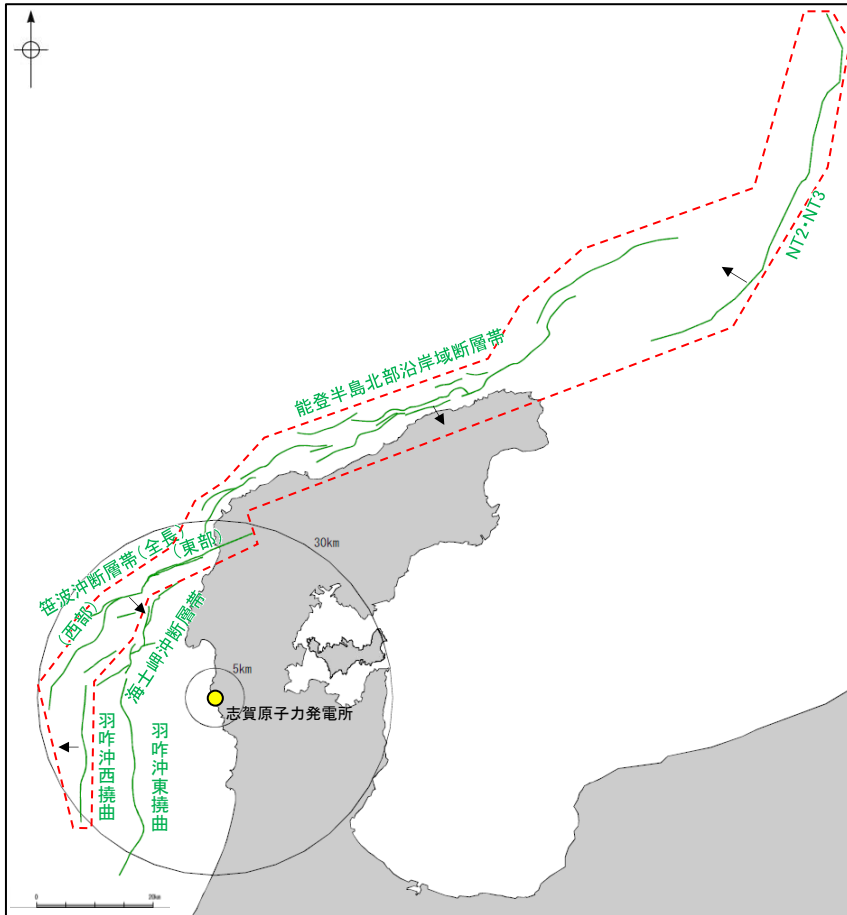 NT2・NT3
能登半島北部沿岸域断層帯
笹波沖断層帯(全長)
(東部)
(西部)
30km
海士岬沖断層帯
5km
志賀原子力発電所
羽咋沖西撓曲
羽咋沖東撓曲
0
20km